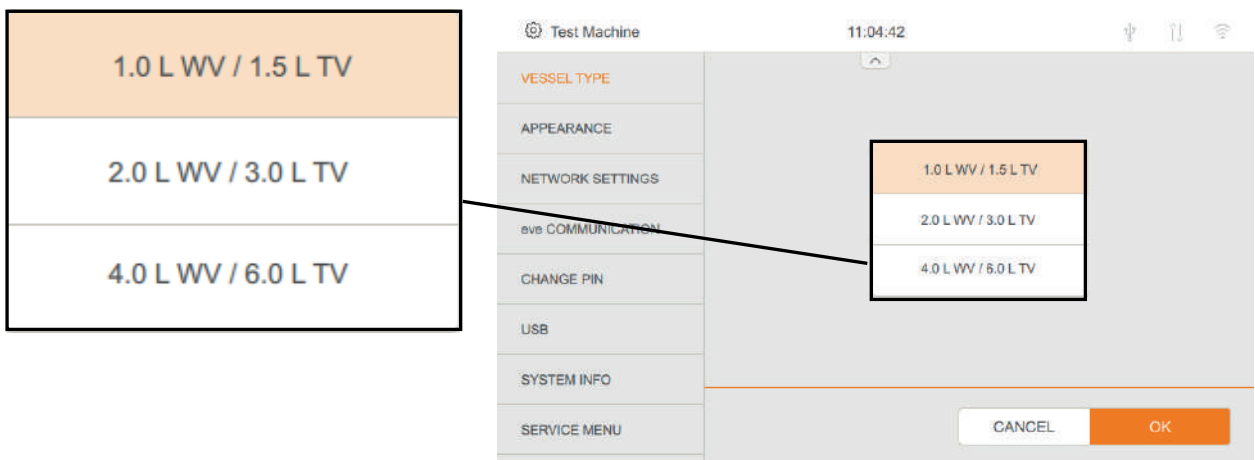 1.0 L WV / 1.5 L TV
2.0 L WV / 3.0 L TV
4.0 L WV / 6.0 L TV
Test Machine
11:04:42
VESSEL TYPE
APPEARANCE
NETWORK SETTINGS
eve COMMUNICATION
CHANGE PIN
USB
SYSTEM INFO
SERVICE MENU
1.0 L WV / 1.5 L TV
2.0 L WV / 3.0 L TV
4.0 L WV / 6.0 L TV
CANCEL
OK